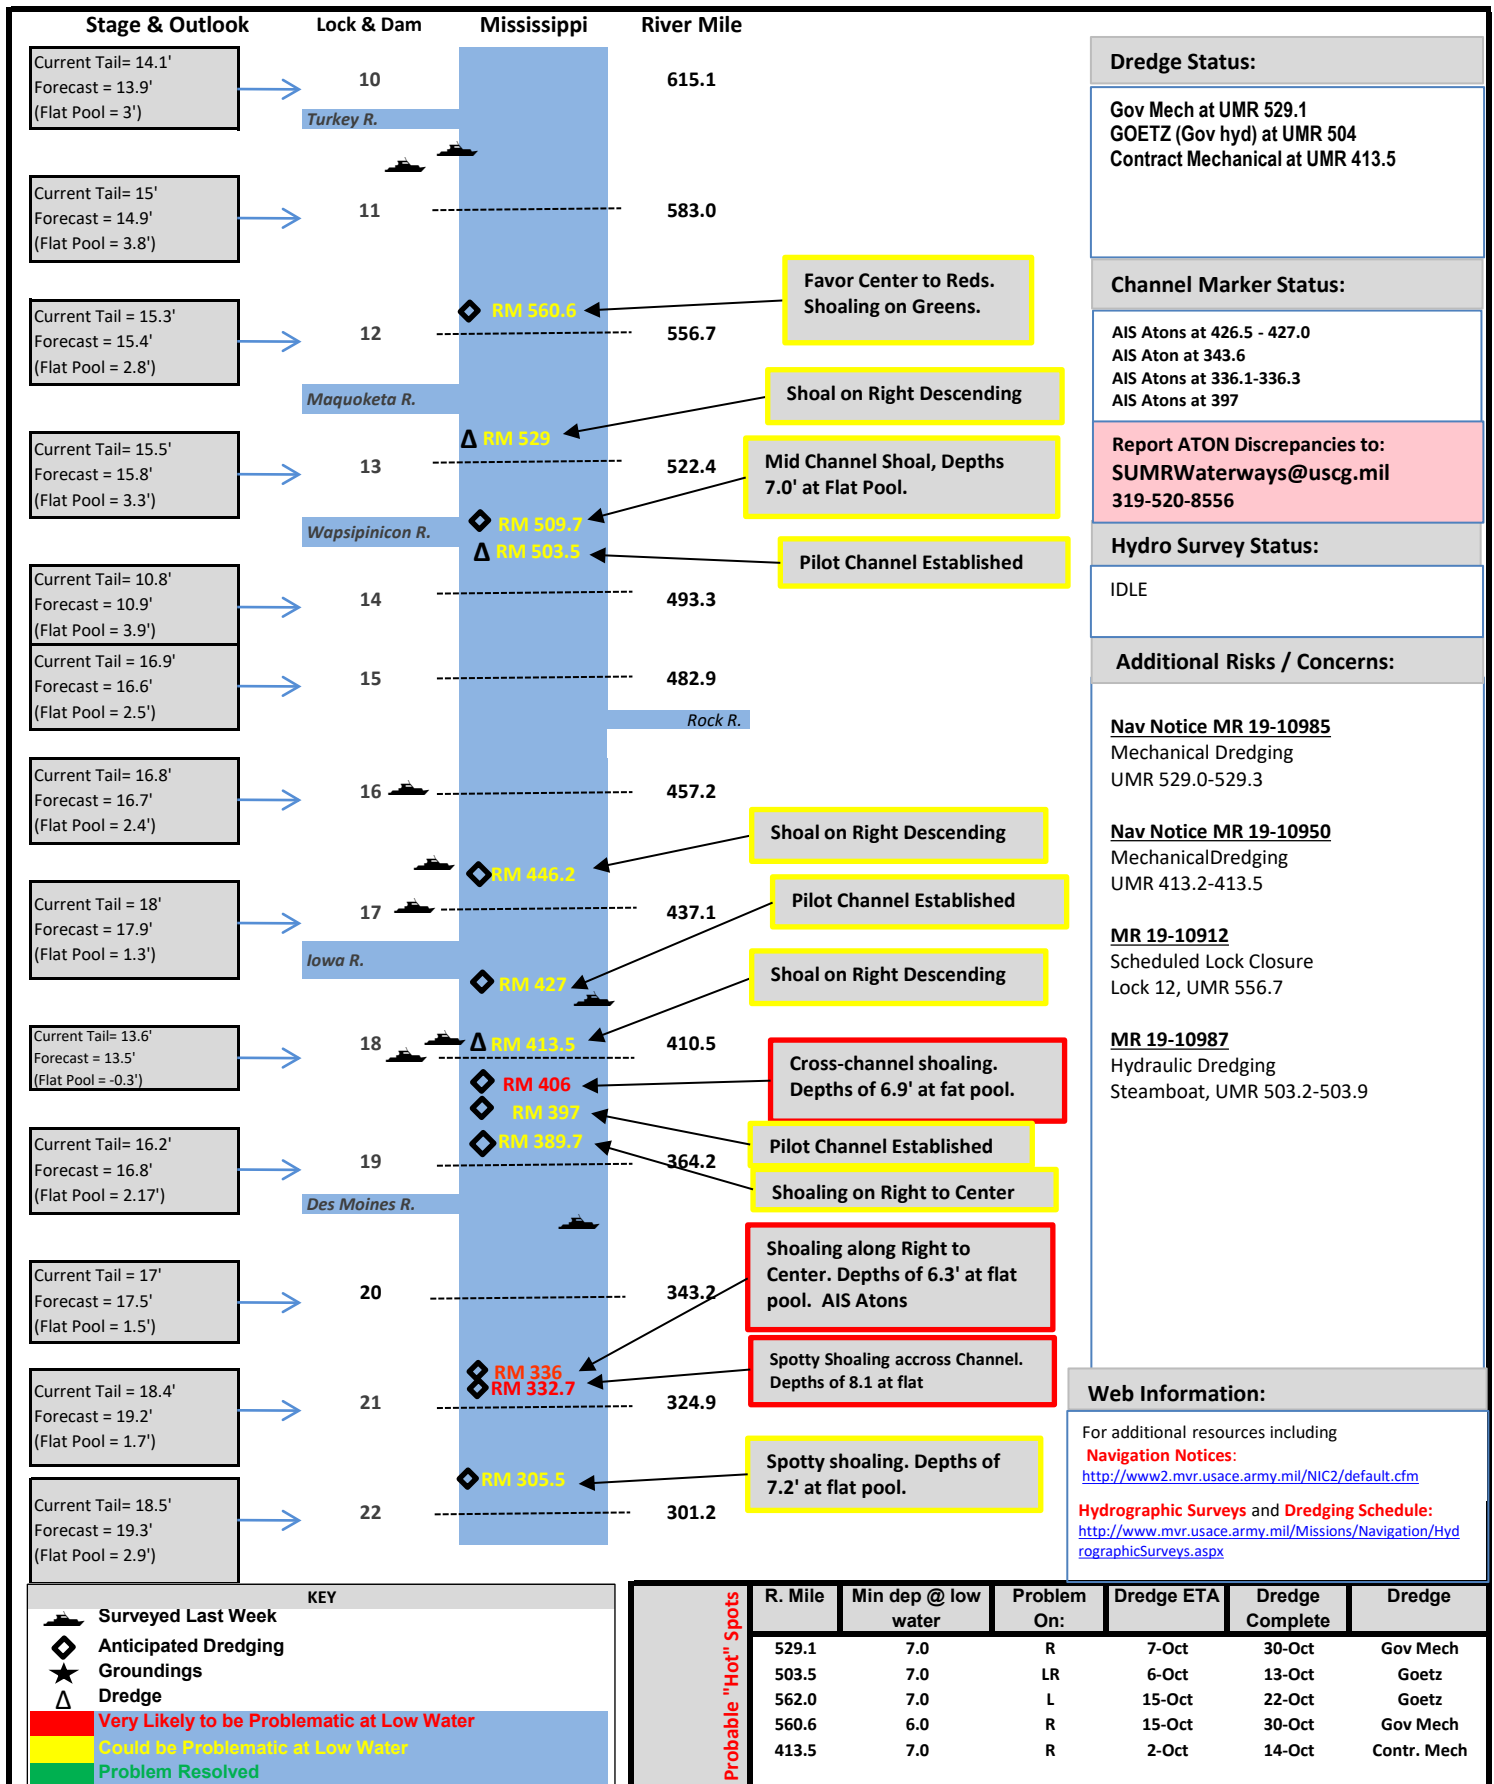 Stage & Outlook
Lock & Dam
Mississippi
River Mile
Current Tail= 14.1'
Forecast = 13.9'
(Flat Pool = 3')
10
615.1
Turkey R.
Current Tail= 15'
Forecast = 14.9'
(Flat Pool = 3.8')
11
583.0
Current Tail = 15.3'
Forecast = 15.4'
(Flat Pool = 2.8')
12
RM 560.6
556.7
Favor Center to Reds.
Shoaling on Greens.
Maquoketa R.
Shoal on Right Descending
Current Tail= 15.5'
Forecast = 15.8'
(Flat Pool = 3.3')
13
RM 529
522.4
Mid Channel Shoal, Depths
7.0' at Flat Pool.
Wapsipinicon R.
RM 509.7
RM 503.5
Pilot Channel Established
Current Tail= 10.8'
Forecast = 10.9'
(Flat Pool = 3.9')
14
493.3
Current Tail = 16.9'
Forecast = 16.6'
(Flat Pool = 2.5')
15
482.9
Rock R.
Current Tail= 16.8'
Forecast = 16.7'
(Flat Pool = 2.4')
16
457.2
Shoal on Right Descending
RM 446.2
Current Tail = 18'
Forecast = 17.9'
(Flat Pool = 1.3')
17
437.1
Pilot Channel Established
Iowa R.
RM 427
Shoal on Right Descending
Current Tail= 13.6'
Forecast = 13.5'
(Flat Pool = -0.3')
18
RM 413.5
410.5
RM 406
Cross-channel shoaling.
Depths of 6.9' at fat pool.
RM 397
Pilot Channel Established
RM 389.7
Current Tail= 16.2'
Forecast = 16.8'
(Flat Pool = 2.17')
19
364.2
Shoaling on Right to Center
Des Moines R.
Shoaling along Right to
Center. Depths of 6.3' at flat
pool. AIS Atons
Current Tail = 17'
Forecast = 17.5'
(Flat Pool = 1.5')
20
343.2
RM 336
RM 332.7
Spotty Shoaling accross Channel.
Depths of 8.1 at flat
Current Tail = 18.4'
Forecast = 19.2'
(Flat Pool = 1.7')
21
324.9
RM 305.5
Spotty shoaling. Depths of
7.2' at flat pool.
Current Tail= 18.5'
Forecast = 19.3'
(Flat Pool = 2.9')
22
301.2
Dredge Status:
Gov Mech at UMR 529.1
GOETZ (Gov hyd) at UMR 504
Contract Mechanical at UMR 413.5
Channel Marker Status:
AIS Atons at 426.5 - 427.0
AIS Aton at 343.6
AIS Atons at 336.1-336.3
AIS Atons at 397
Report ATON Discrepancies to:
SUMRWaterways@uscg.mil
319-520-8556
Hydro Survey Status:
IDLE
Additional Risks / Concerns:
Nav Notice MR 19-10985
Mechanical Dredging
UMR 529.0-529.3
Nav Notice MR 19-10950
MechanicalDredging
UMR 413.2-413.5
MR 19-10912
Scheduled Lock Closure
Lock 12, UMR 556.7
MR 19-10987
Hydraulic Dredging
Steamboat, UMR 503.2-503.9
Web Information:
For additional resources including
Navigation Notices:
http://www2.mvr.usace.army.mil/NIC2/default.cfm
Hydrographic Surveys and Dredging Schedule:
http://www.mvr.usace.army.mil/Missions/Navigation/Hyd
rographicSurveys.aspx
KEY
Surveyed Last Week
Anticipated Dredging
Groundings
Dredge
Very Likely to be Problematic at Low Water
Could be Problematic at Low Water
Problem Resolved
Probable "Hot" Spots
R. Mile Min dep @ low water Problem On: Dredge ETA Dredge Complete Dredge
529.1 7.0 R 7-Oct 30-Oct Gov Mech
503.5 7.0 LR 6-Oct 13-Oct Goetz
562.0 7.0 L 15-Oct 22-Oct Goetz
560.6 6.0 R 15-Oct 30-Oct Gov Mech
413.5 7.0 R 2-Oct 14-Oct Contr. Mech